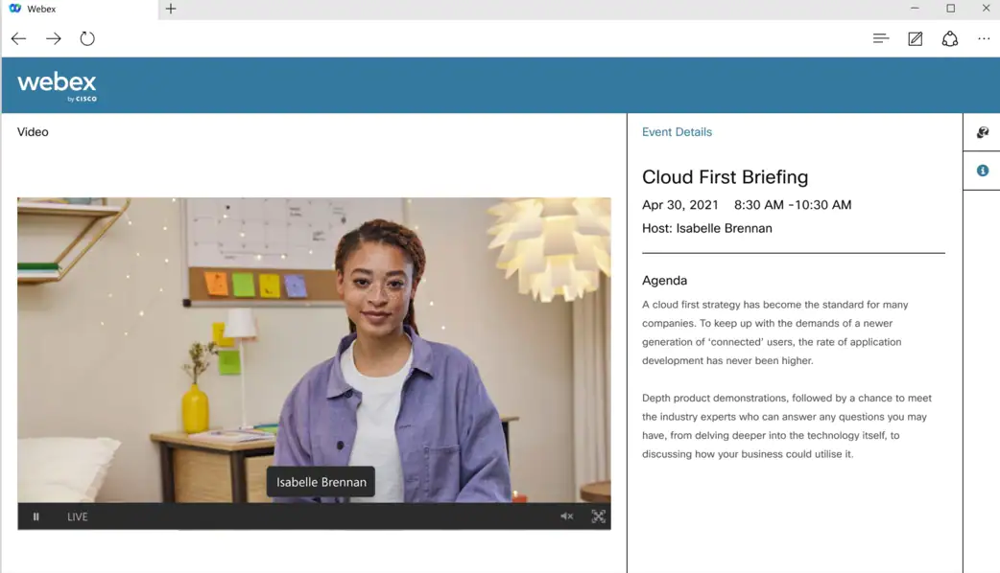 Webex
webex
by CISCO
Video
Event Details
Cloud First Briefing
Apr 30, 2021 8:30 AM -10:30 AM
Host: Isabelle Brennan
Agenda
A cloud first strategy has become the standard for many
companies. To keep up with the demands of a newer
generation of ‘connected’ users, the rate of application
development has never been higher.
Depth product demonstrations, followed by a chance to meet
the industry experts who can answer any questions you may
have, from delving deeper into the technology itself, to
discussing how your business could utilise it.
Isabelle Brennan
LIVE